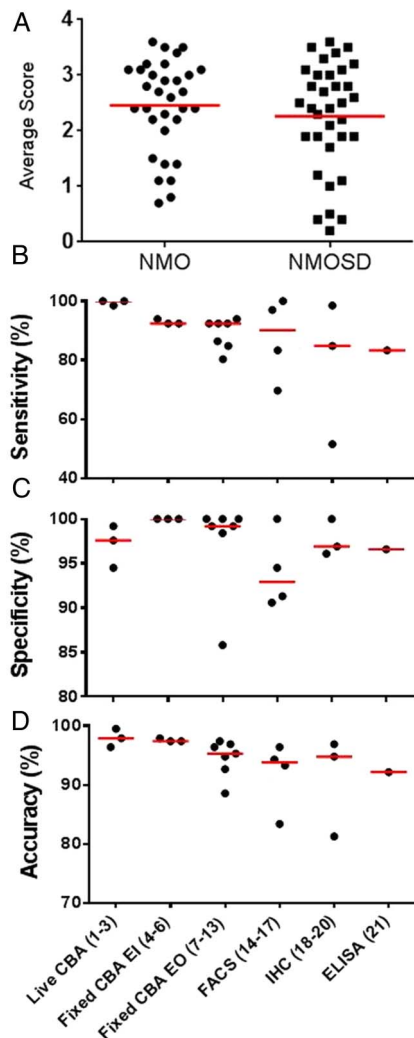 A
Average Score
4
3
2
1
0
NMO
NMOSD
B
Sensitivity (%)
100
80
60
40
C
Specificity (%)
100
95
90
85
80
D
Accuracy (%)
100
90
80
70
Live CBA (1-3)
Fixed CBA EI (4-6)
Fixed CBA EO (7-13)
FACS (14-17)
IHC (18-20)
ELISA (21)